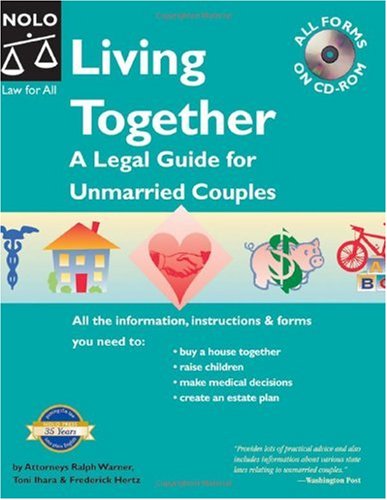 NOLO
Law for All
ALL FORMS
ON CD-ROM
Living
Together
A Legal Guide for
Unmarried Couples
A
B
All the information, instructions & forms
you need to:
• buy a house together
• raise children
• make medical decisions
• create an estate plan
NOLO PRESS
35 Years
by Attorneys Ralph Warner,
Toni Ihara & Frederick Hertz
"Provides lots of practical advice and also
includes information about various state
laws relating to unmarried couples."
—Washington Post